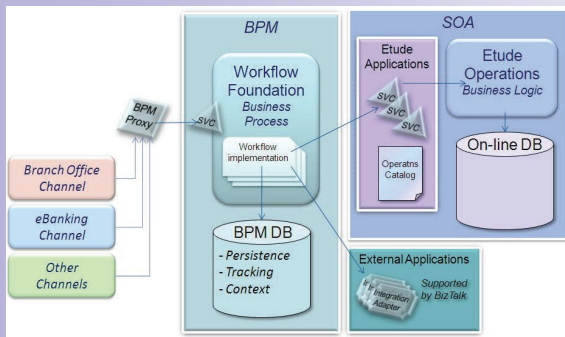 BPM
SOA
BPM
Proxy
SVC
Workflow
Foundation
Business
Process
Workflow
implementation
Etude
Applications
SVC
SVC
SVC
Operatns
Catalog
Etude
Operations
Business Logic
On-line DB
Branch Office
Channel
eBanking
Channel
Other
Channels
BPM DB
- Persistence
- Tracking
- Context
External Applications
Integration
Adapter
Supported
by BizTalk